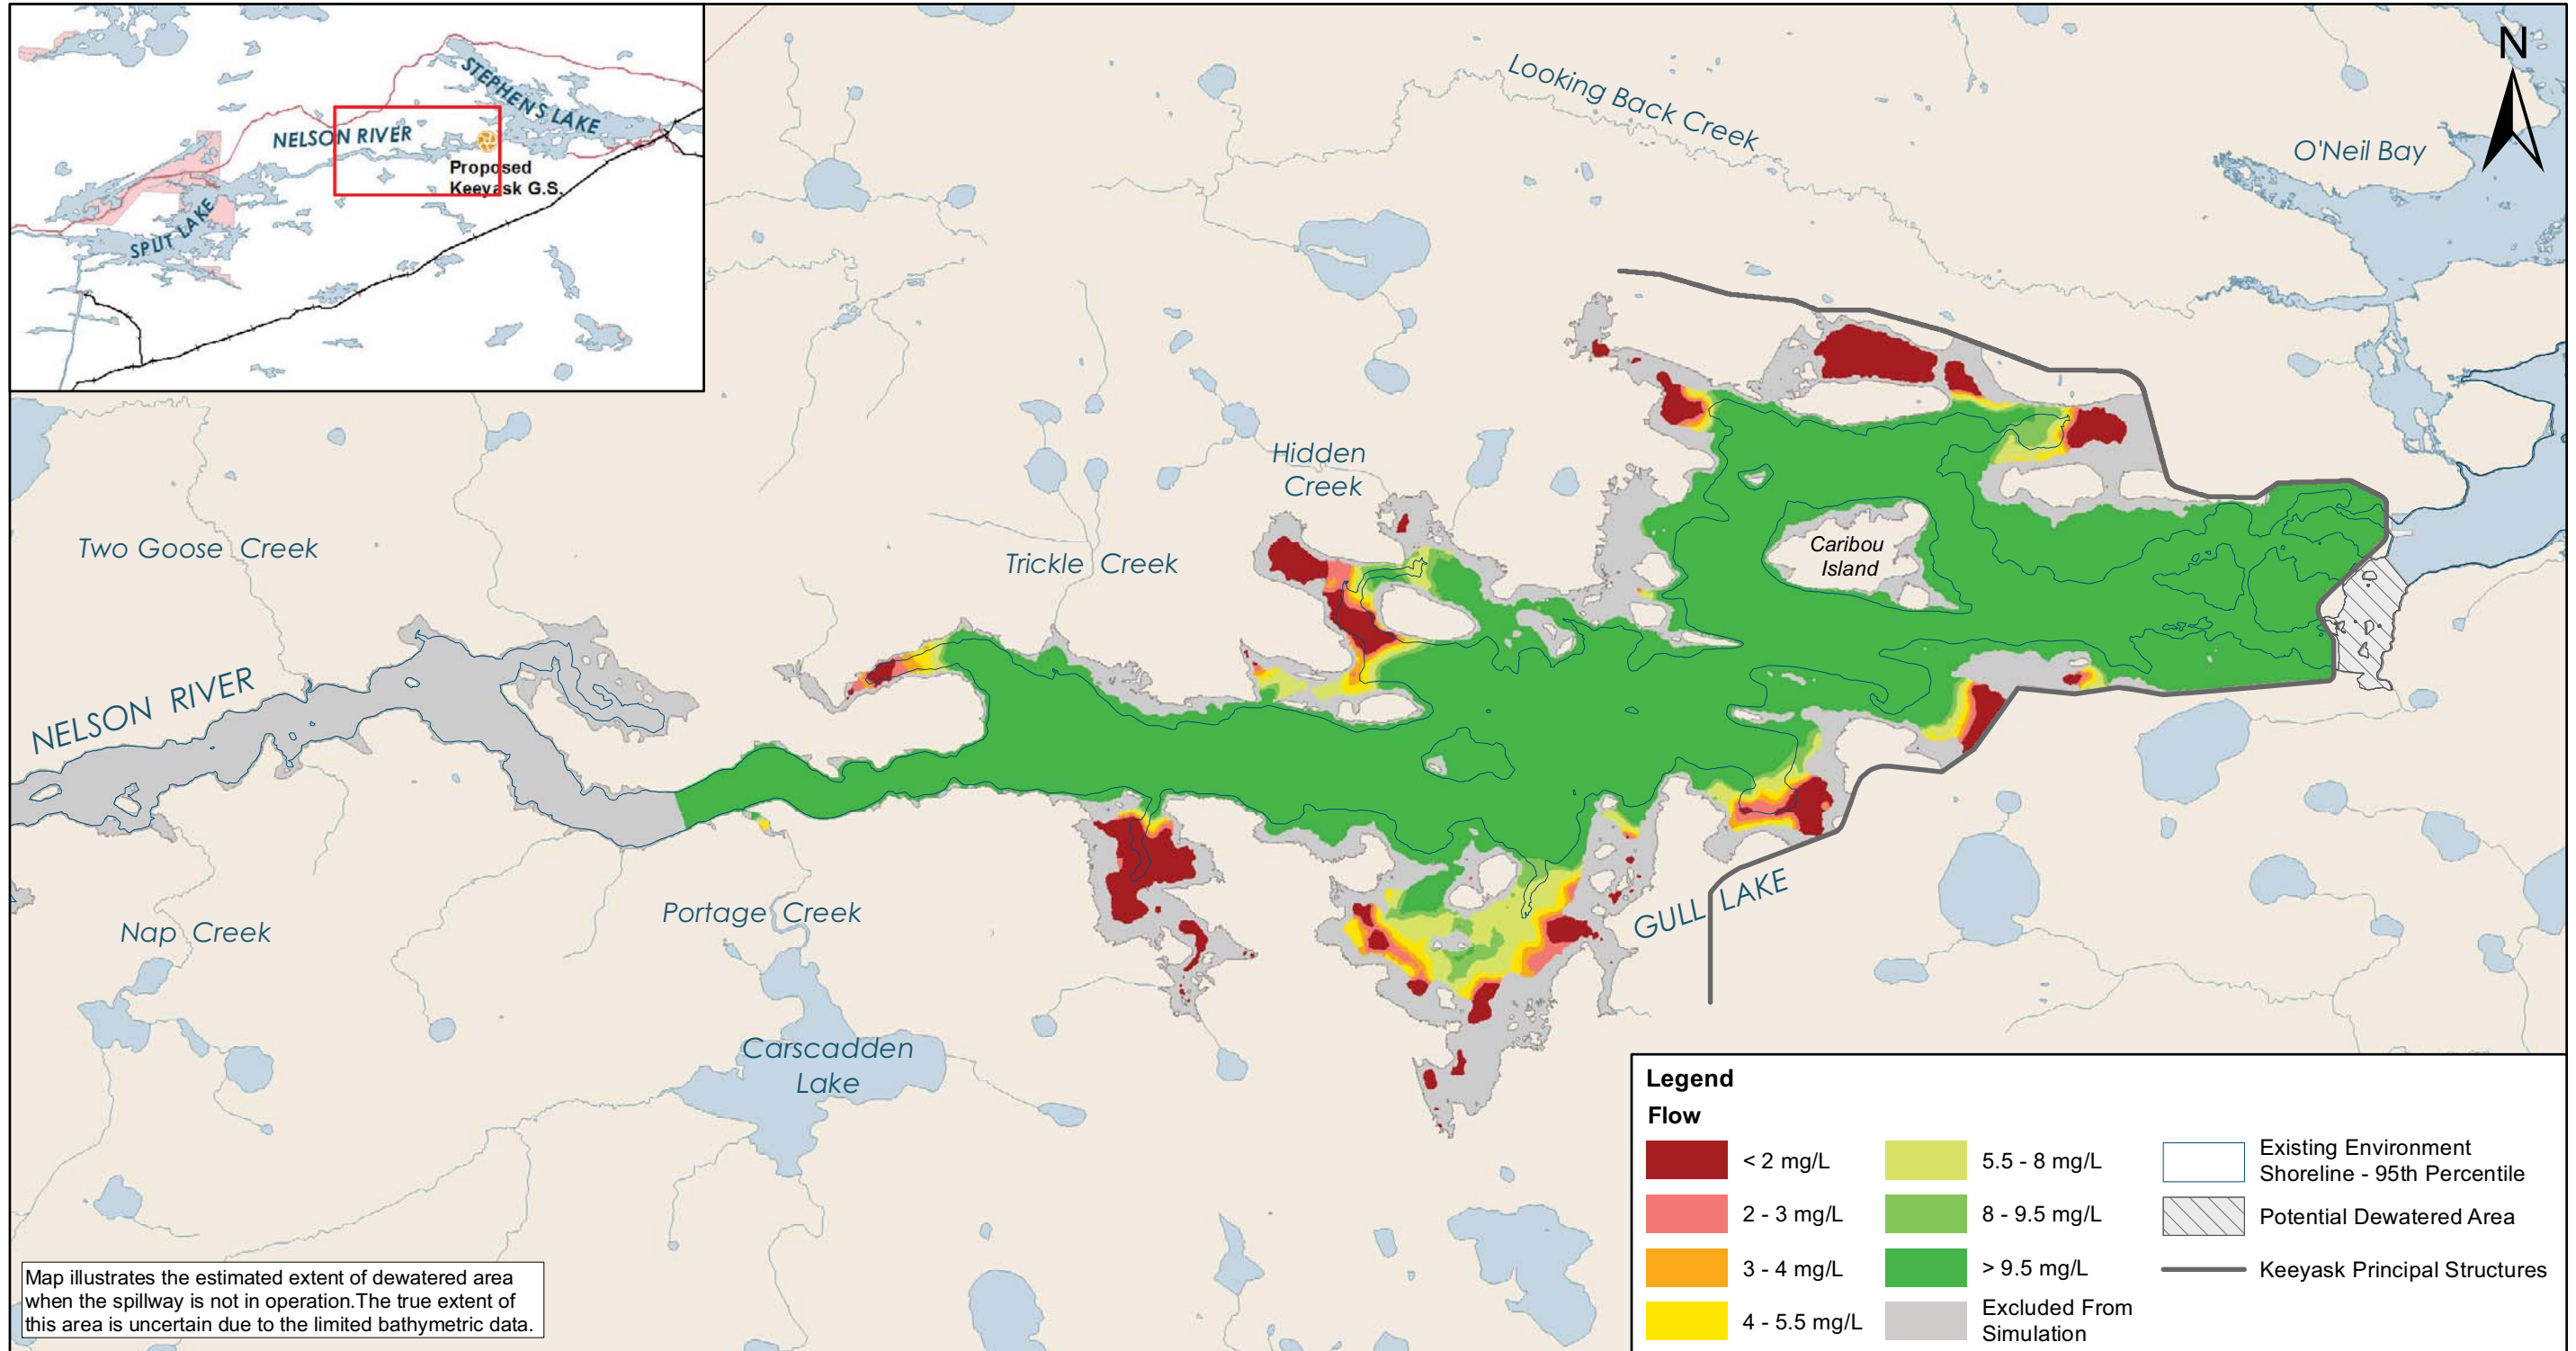 STEPHENS LAKE
NELSON RIVER
Proposed
Keeyask G.S.
SPLIT LAKE
N
Looking Back Creek
O'Neil Bay
Hidden
Creek
Two Goose Creek
Trickle Creek
Caribou
Island
NELSON RIVER
Nap Creek
Portage Creek
GULL LAKE
Carscadden
Lake
Map illustrates the estimated extent of dewatered area
when the spillway is not in operation.The true extent of
this area is uncertain due to the limited bathymetric data.
Legend
Flow
< 2 mg/L
2 - 3 mg/L
3 - 4 mg/L
4 - 5.5 mg/L
5.5 - 8 mg/L
8 - 9.5 mg/L
> 9.5 mg/L
Excluded From
Simulation
Existing Environment
Shoreline - 95th Percentile
Potential Dewatered Area
Keeyask Principal Structures